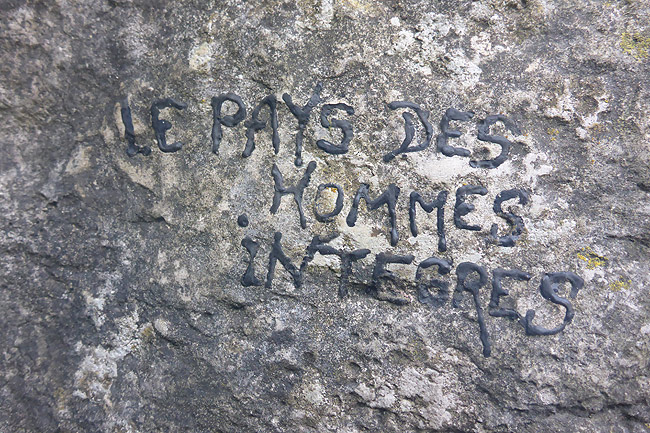 LE PAYS DES
HOMMES
iNTEGRES